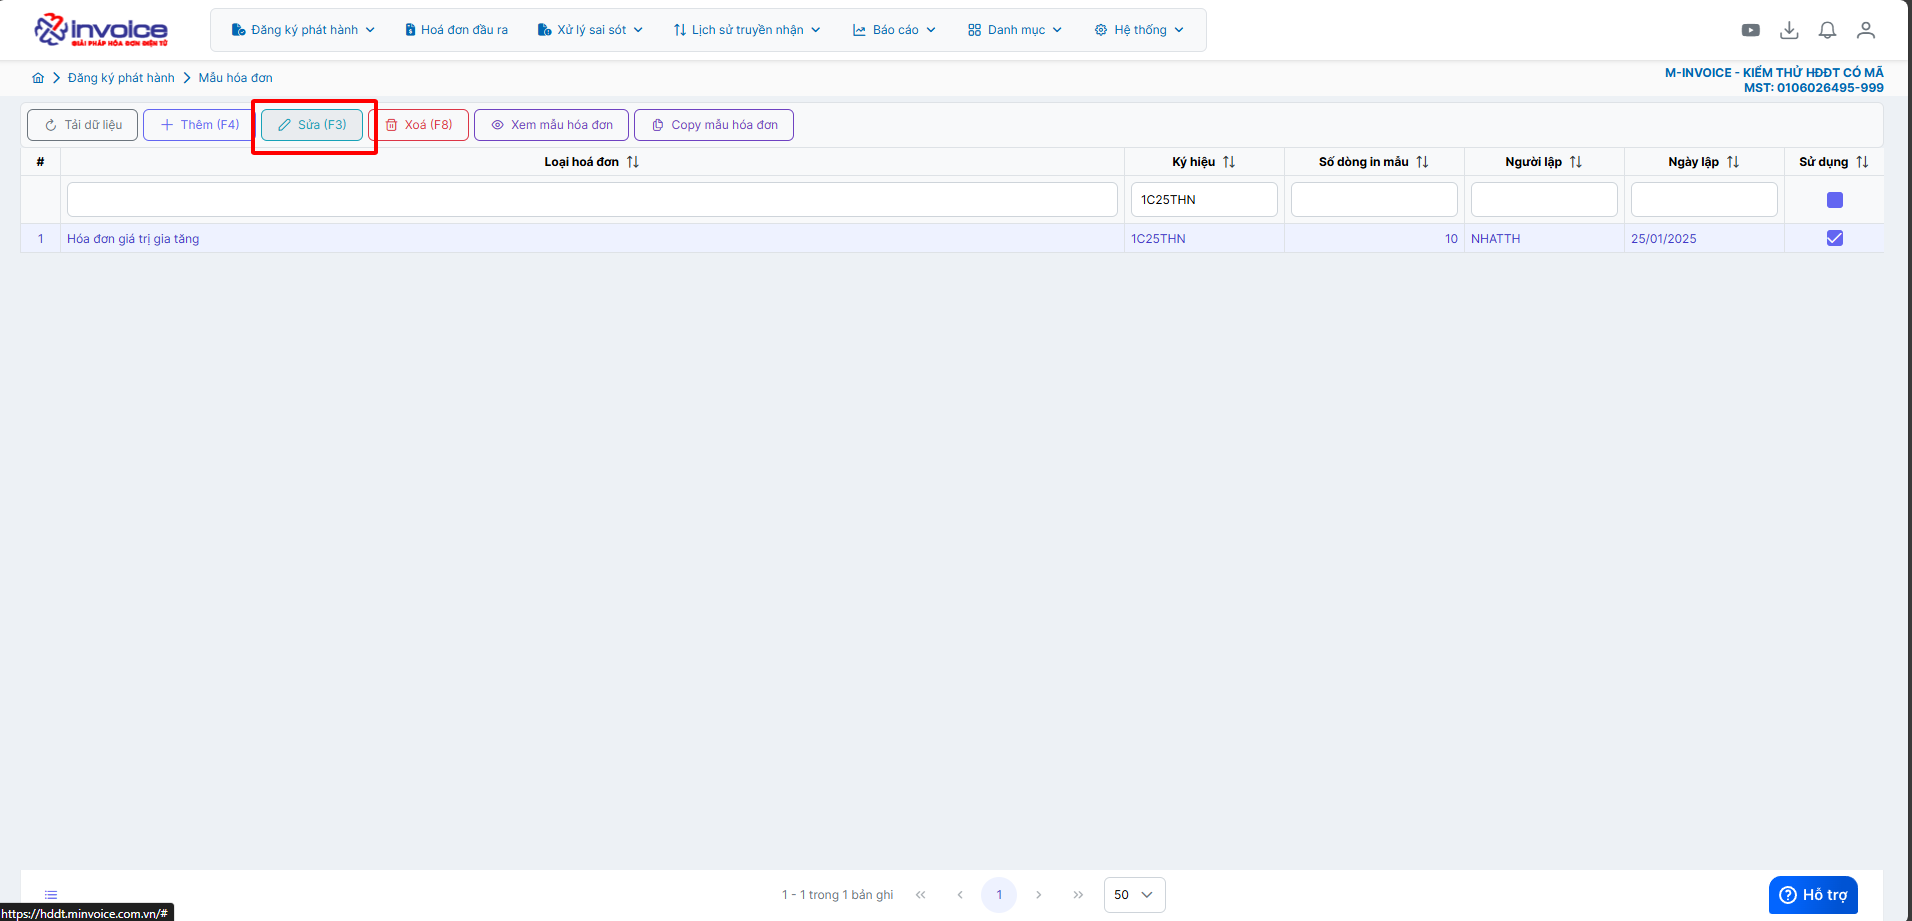 invoice
GIẢI PHÁP HÓA ĐƠN ĐIỆN TỬ
Đăng ký phát hành
Hoá đơn đầu ra
Xử lý sai sót
Lịch sử truyền nhận
Báo cáo
Danh mục
Hệ thống
Đăng ký phát hành
Mẫu hóa đơn
M-INVOICE - KIỂM THỬ HĐĐT CÓ MÃ
MST: 0106026495-999
Tải dữ liệu
Thêm (F4)
Sửa (F3)
Xoá (F8)
Xem mẫu hóa đơn
Copy mẫu hóa đơn
#
Loại hoá đơn
Ký hiệu
Số dòng in mẫu
Người lập
Ngày lập
Sử dụng
1C25THN
1
Hóa đơn giá trị gia tăng
1C25THN
10
NHATTH
25/01/2025
1 - 1 trong 1 bản ghi
1
50
Hỗ trợ
https://hddt.minvoice.com.vn/#